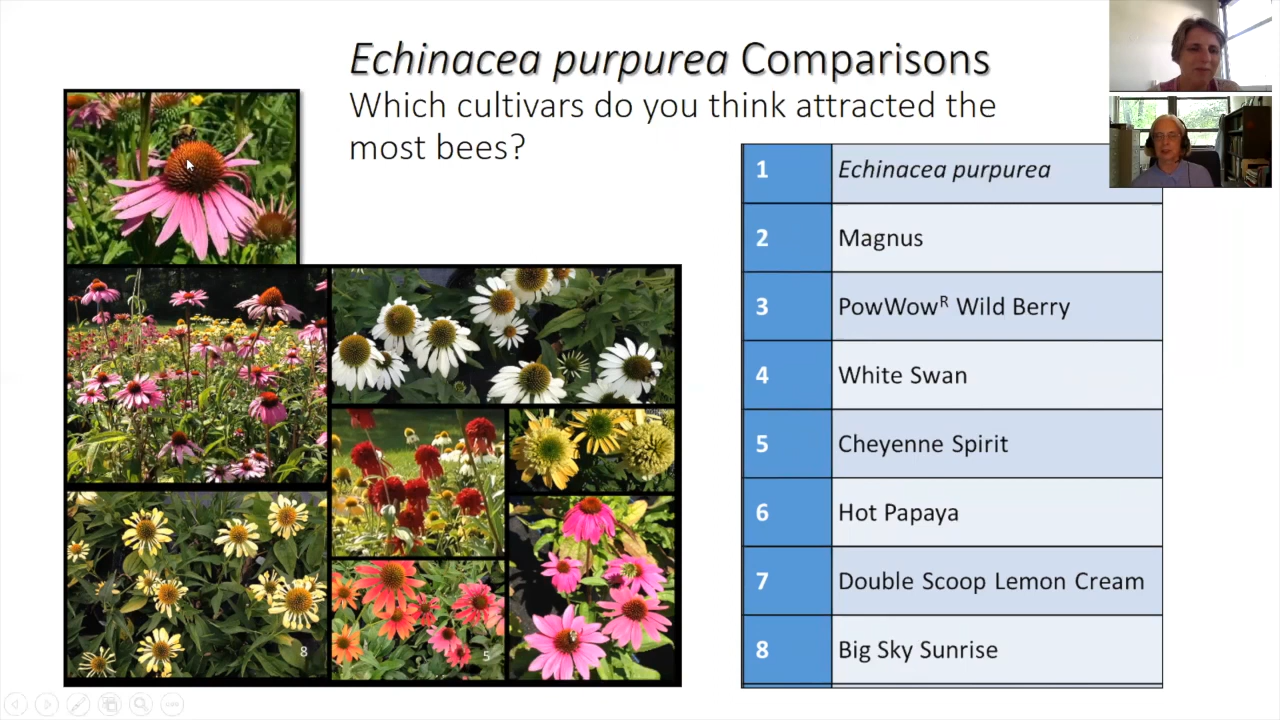 Echinacea purpurea Comparisons
Which cultivars do you think attracted the
most bees?
1 Echinacea purpurea
2 Magnus
3 PowWowᴿ Wild Berry
4 White Swan
5 Cheyenne Spirit
6 Hot Papaya
7 Double Scoop Lemon Cream
8 Big Sky Sunrise
8
5